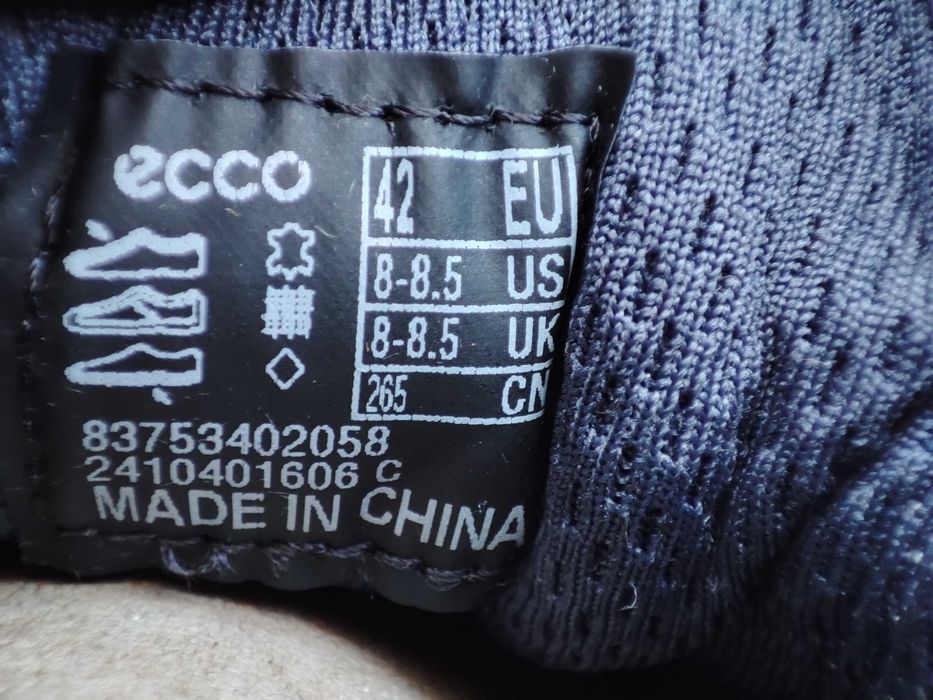 ecco
42 EU
8-8.5 US
8-8.5 UK
265 CN
83753402058
2410401606 C
MADE IN CHINA